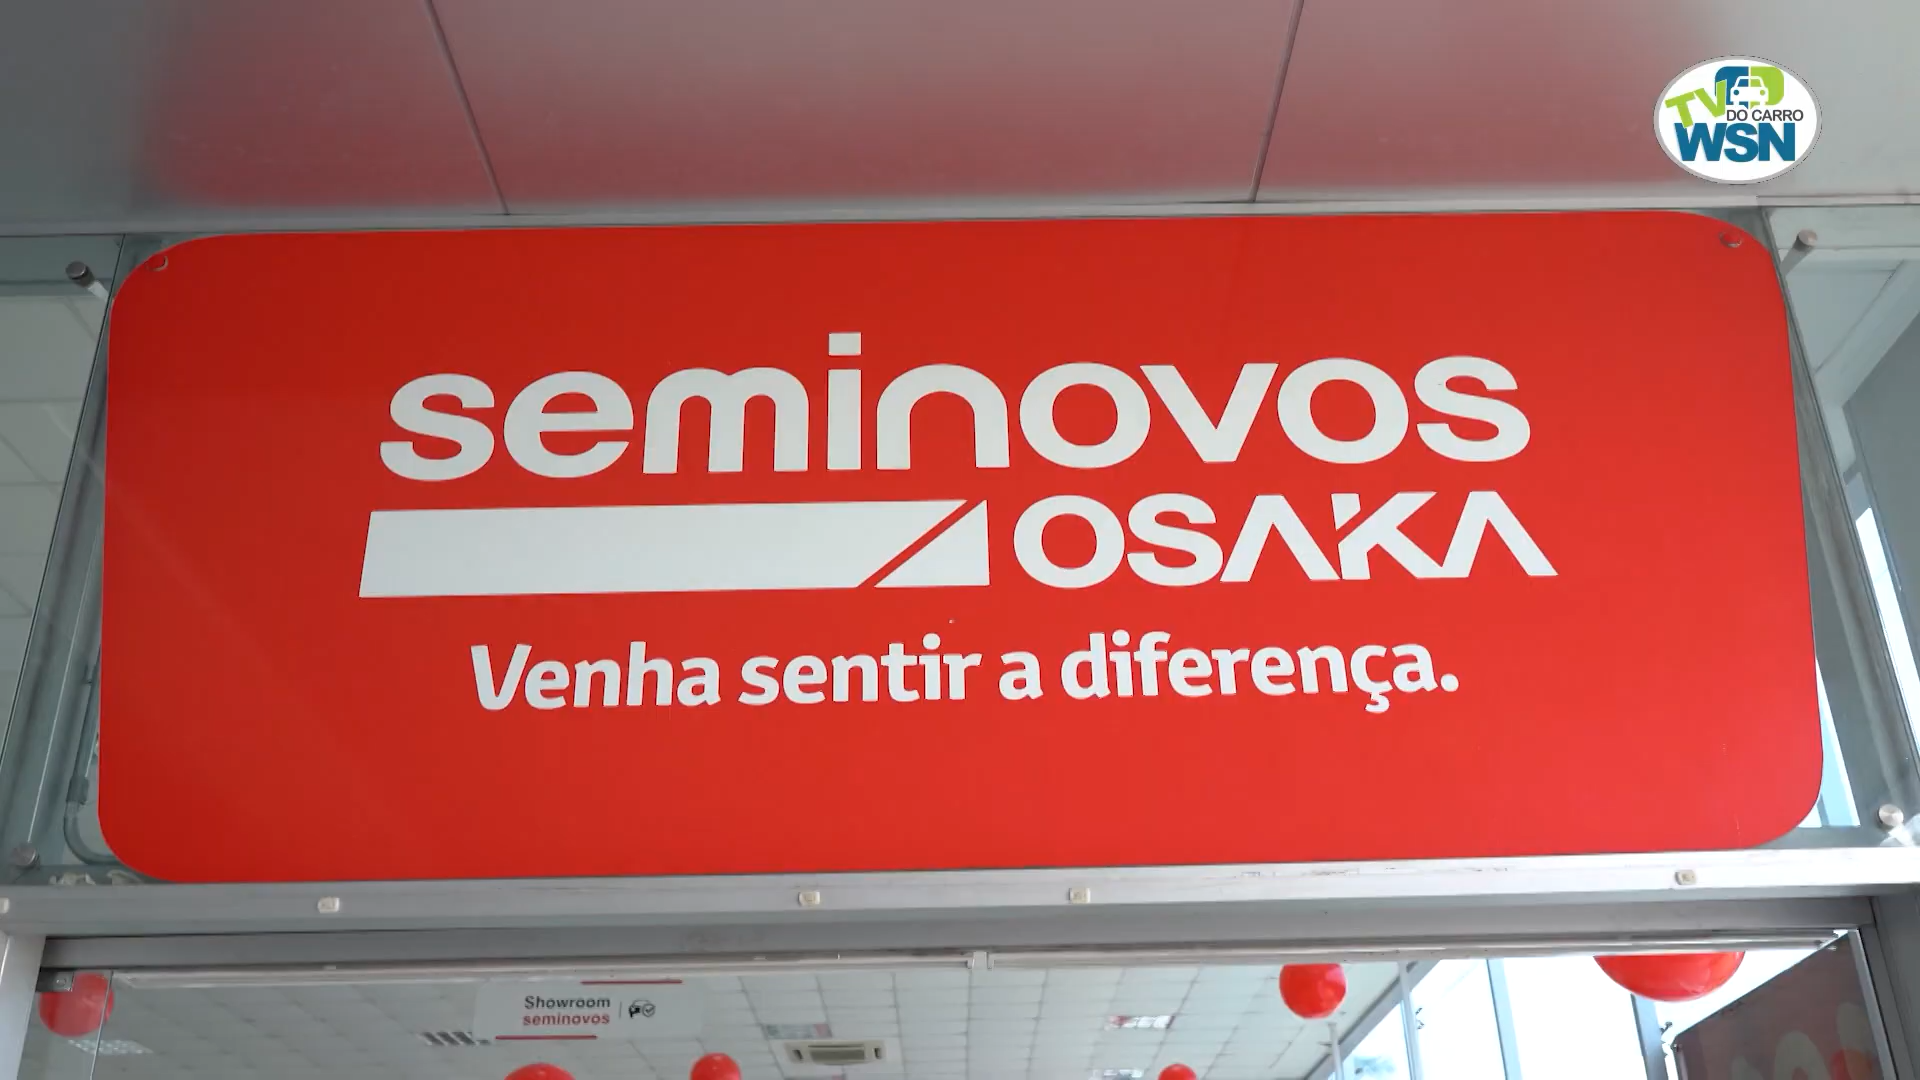 TV DO CARRO
WSN
seminovos
OSAKA
Venha sentir a diferença.
Showroom
seminovos